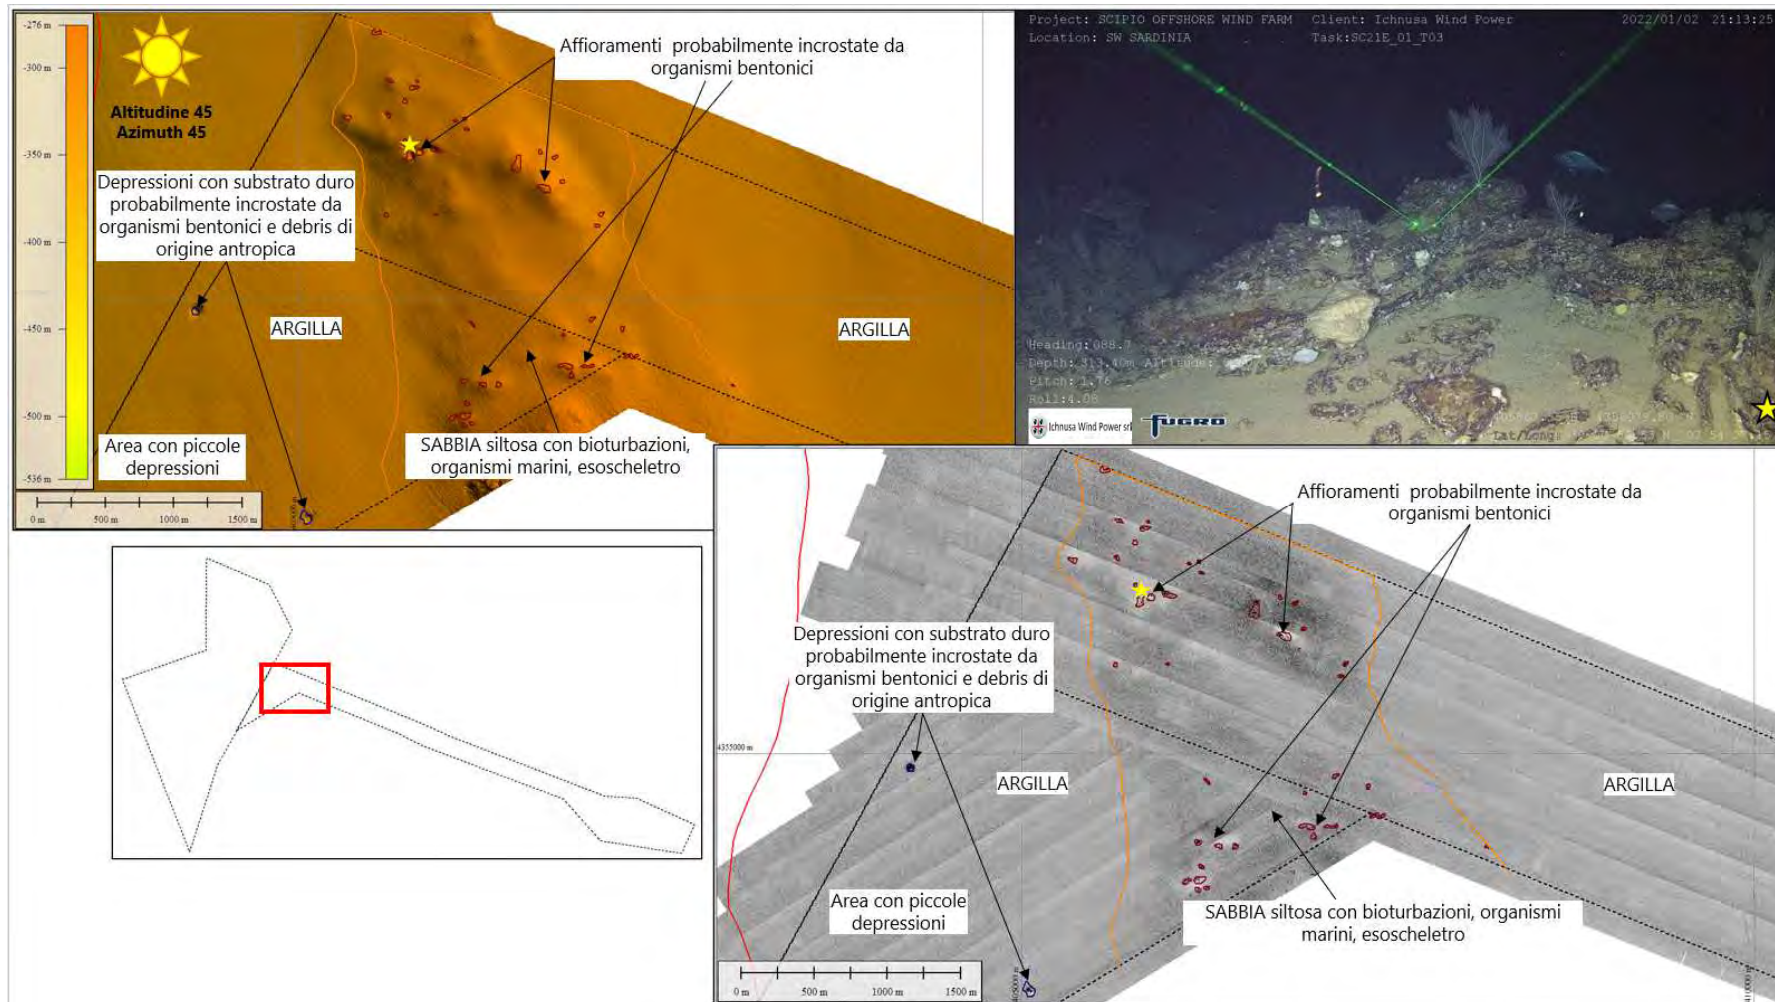 -276 m
-300 m
-350 m
-400 m
-450 m
-500 m
-536 m
Altitudine 45
Azimuth 45
Affioramenti probabilmente incrostate da
organismi bentonici
Depressioni con substrato duro
probabilmente incrostate da
organismi bentonici e debris di
origine antropica
ARGILLA
ARGILLA
Area con piccole
depressioni
SABBIA siltosa con bioturbazioni,
organismi marini, esoscheletro
0 m 500 m 1000 m 1500 m
Project: SCIPIO OFFSHORE WIND FARM Client: Ichnusa Wind Power 2022/01/02 21:13:25
Location: SW SARDINIA Task:SC21E_01_T03
Heading:088.7
Depth: 313.40m Altitude:
Pitch: 1.76
Roll:4.08
Lat/Long:
Ichnusa Wind Power srl
FUGRO
Affioramenti probabilmente incrostate da
organismi bentonici
Depressioni con substrato duro
probabilmente incrostate da
organismi bentonici e debris di
origine antropica
4355000 m
ARGILLA
ARGILLA
Area con piccole
depressioni
SABBIA siltosa con bioturbazioni, organismi
marini, esoscheletro
0 m 500 m 1000 m 1500 m